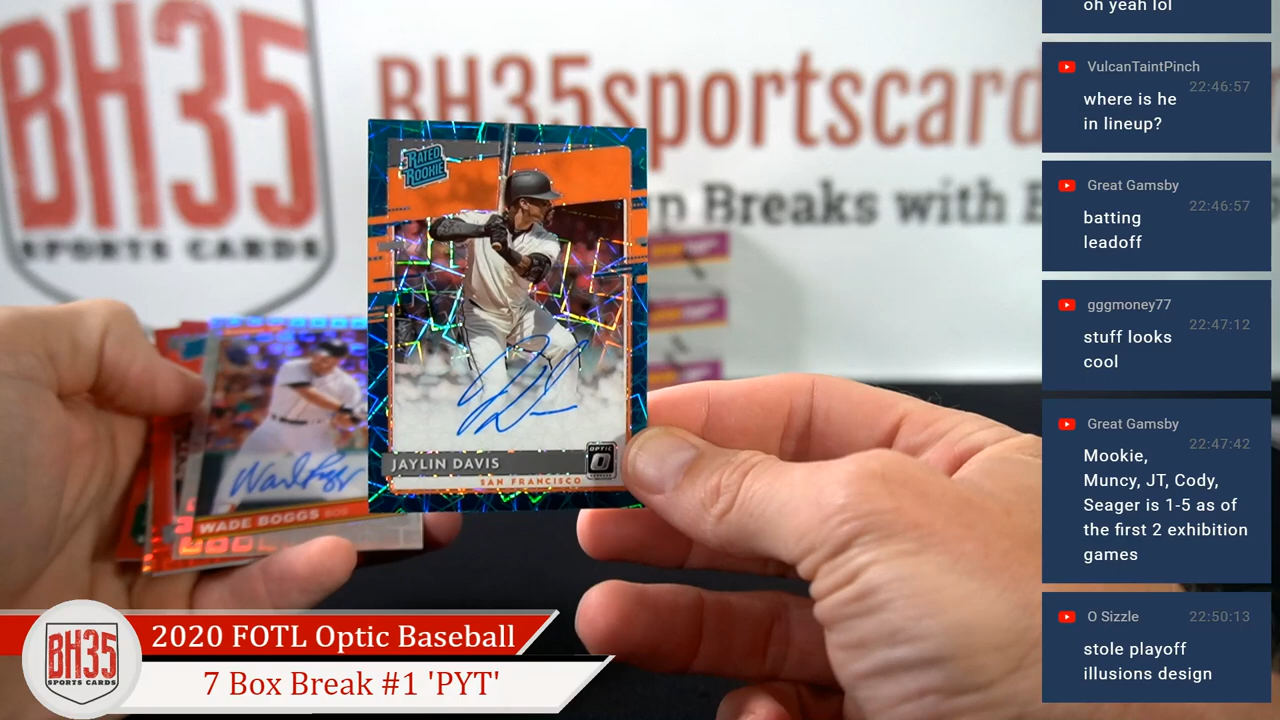 BH35
SPORTS CARDS
BH35sportscard
Breaks with
RATED
ROOKIE
JAYLIN DAVIS
SAN FRANCISCO
OPTIC
WADE BOGGS BOS
Wade Boggs
2020 FOTL Optic Baseball
7 Box Break #1 'PYT'
BH35
SPORTS CARDS
oh yeah lol
VulcanTaintPinch
22:46:57
where is he
in lineup?
Great Gamsby
22:46:57
batting
leadoff
gggmoney77
22:47:12
stuff looks
cool
Great Gamsby
22:47:42
Mookie,
Muncy, JT, Cody,
Seager is 1-5 as of
the first 2 exhibition
games
O Sizzle
22:50:13
stole playoff
illusions design